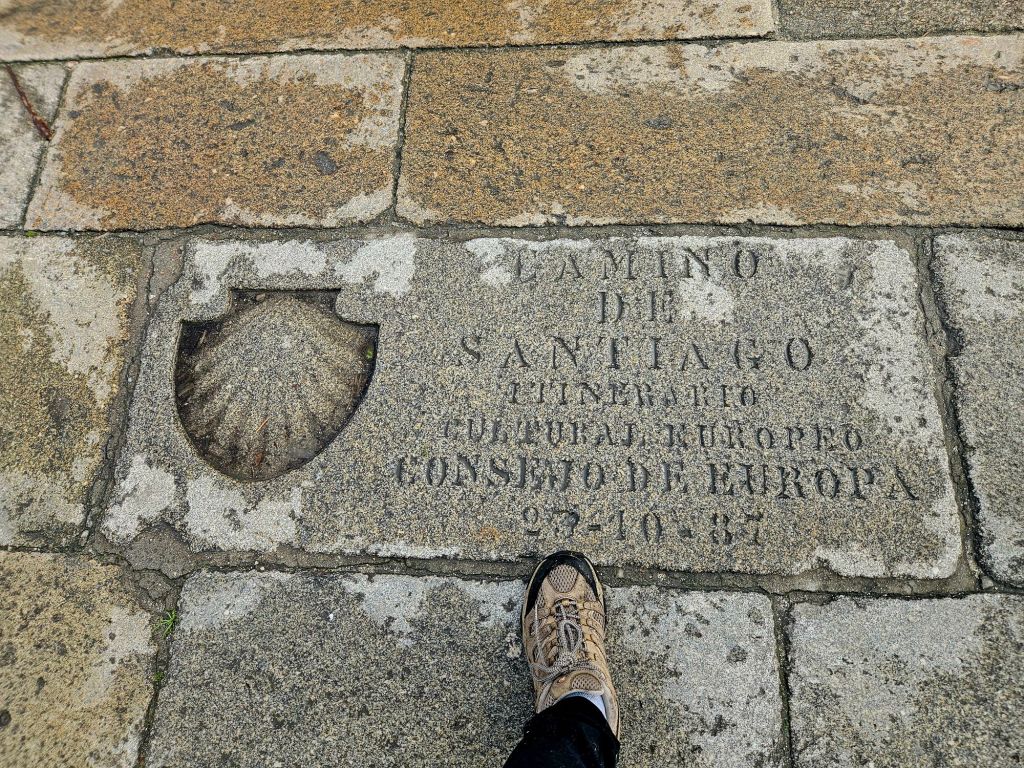 CAMINO
DE
SANTIAGO
ITINERARIO
CULTURAL EUROPEO
CONSEJO DE EUROPA
23-10-87